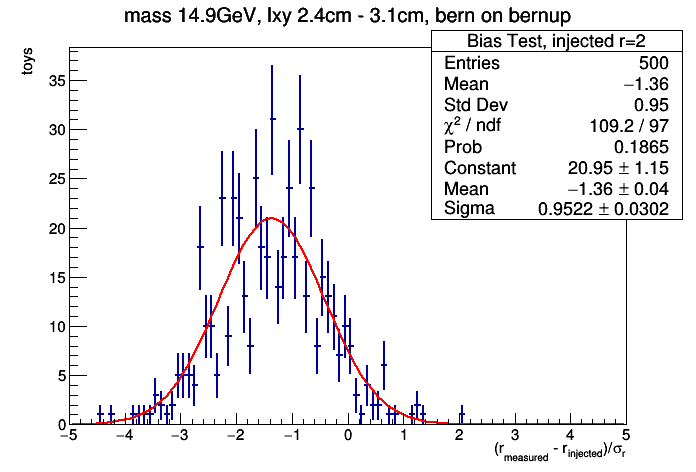 mass 14.9GeV, lxy 2.4cm - 3.1cm, bern on bernup
Bias Test, injected r=2
Entries 500
Mean −1.36
Std Dev 0.95
χ² / ndf 109.2 / 97
Prob 0.1865
Constant 20.95 ± 1.15
Mean −1.36 ± 0.04
Sigma 0.9522 ± 0.0302
toys
35
30
25
20
15
10
5
0
−5 −4 −3 −2 −1 0 1 2 3 4 5
(r_measured - r_injected)/σ_r